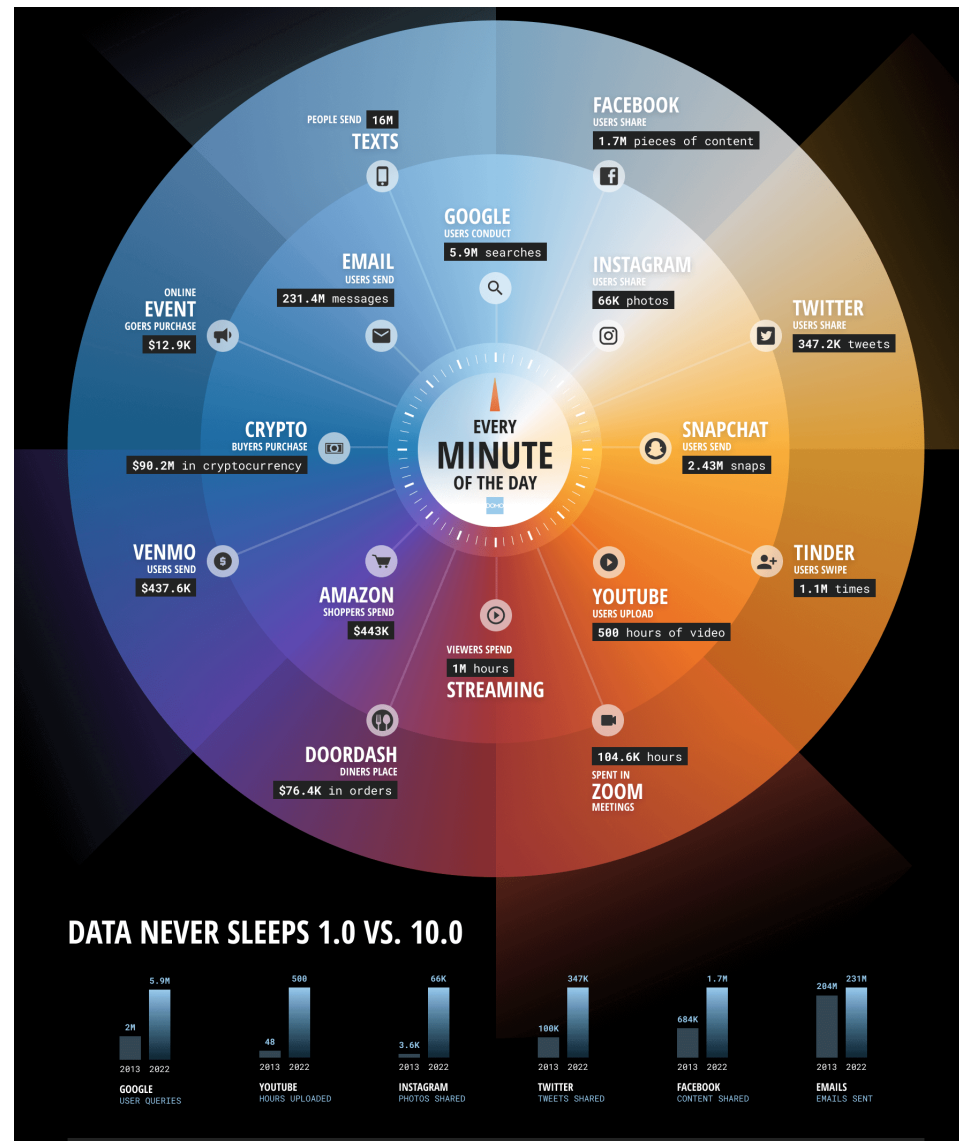 PEOPLE SEND 16M
TEXTS
FACEBOOK
USERS SHARE
1.7M pieces of content
GOOGLE
USERS CONDUCT
5.9M searches
EMAIL
USERS SEND
231.4M messages
INSTAGRAM
USERS SHARE
66K photos
ONLINE
EVENT
GOERS PURCHASE
$12.9K
TWITTER
USERS SHARE
347.2K tweets
EVERY
MINUTE
OF THE DAY
DOMO
CRYPTO
BUYERS PURCHASE
$90.2M in cryptocurrency
SNAPCHAT
USERS SEND
2.43M snaps
VENMO
USERS SEND
$437.6K
TINDER
USERS SWIPE
1.1M times
AMAZON
SHOPPERS SPEND
$443K
YOUTUBE
USERS UPLOAD
500 hours of video
VIEWERS SPEND
1M hours
STREAMING
DOORDASH
DINERS PLACE
$76.4K in orders
104.6K hours
SPENT IN
ZOOM
MEETINGS
DATA NEVER SLEEPS 1.0 VS. 10.0
2M 5.9M
2013 2022
GOOGLE
USER QUERIES
48 500
2013 2022
YOUTUBE
HOURS UPLOADED
3.6K 66K
2013 2022
INSTAGRAM
PHOTOS SHARED
100K 347K
2013 2022
TWITTER
TWEETS SHARED
684K 1.7M
2013 2022
FACEBOOK
CONTENT SHARED
204M 231M
2013 2022
EMAILS
EMAILS SENT